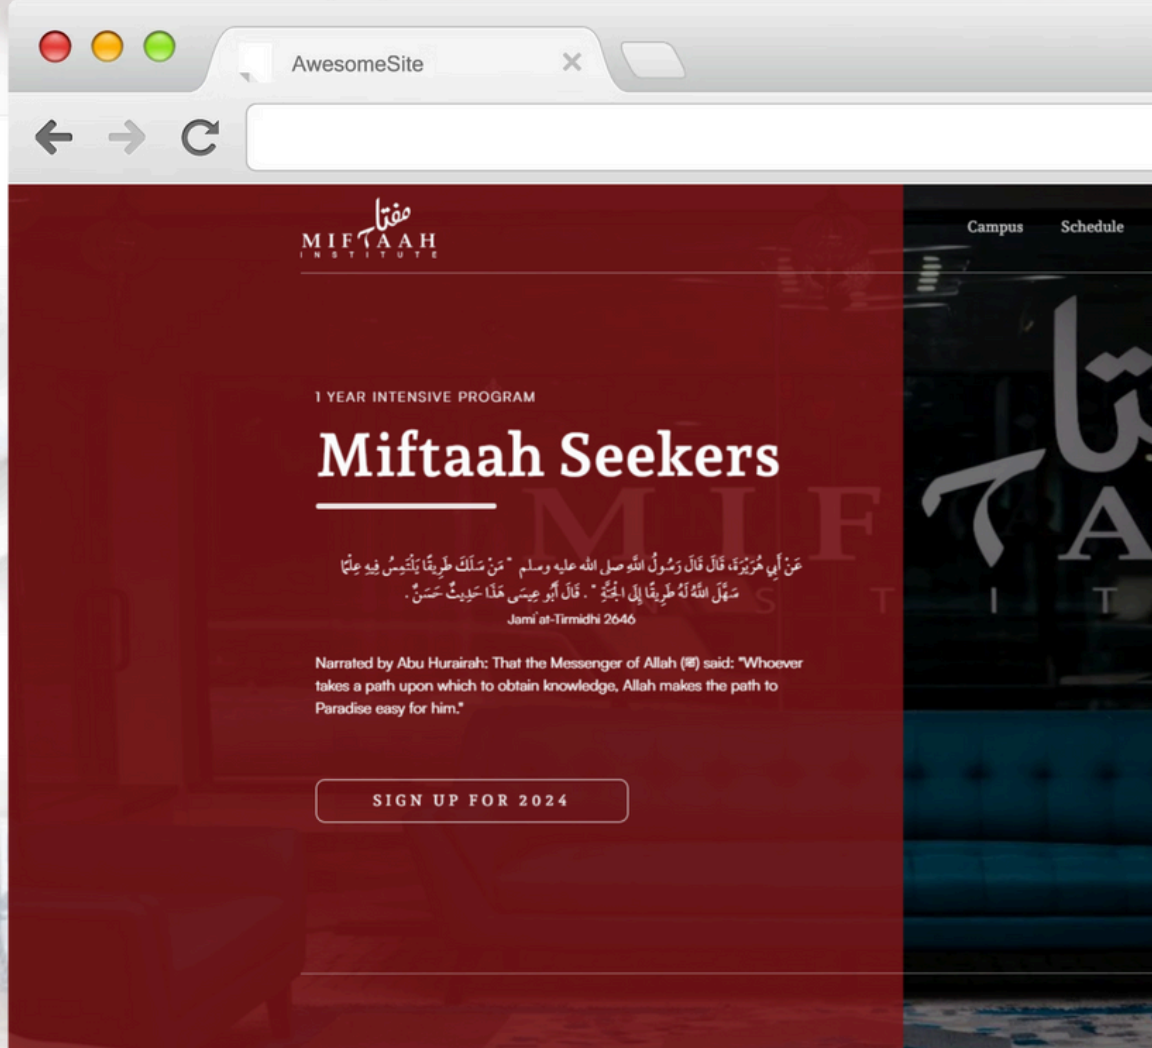 AwesomeSite
مفتا
MIFTAAH
INSTITUTE
Campus Schedule
1 YEAR INTENSIVE PROGRAM
Miftaah Seekers
عَنْ أَبِي هُرَيْرَةَ، قَالَ قَالَ رَسُولُ اللَّهِ صلى الله عليه وسلم " مَنْ سَلَكَ طَرِيقًا يَلْتَمِسُ فِيهِ عِلْمًا
سَهَّلَ اللَّهُ لَهُ طَرِيقًا إِلَى الْجَنَّةِ " . قَالَ أَبُو عِيسَى هَذَا حَدِيثٌ حَسَنٌ .
Jami`at-Tirmidhi 2646
Narrated by Abu Hurairah: That the Messenger of Allah (ﷺ) said: "Whoever
takes a path upon which to obtain knowledge, Allah makes the path to
Paradise easy for him."
SIGN UP FOR 2024